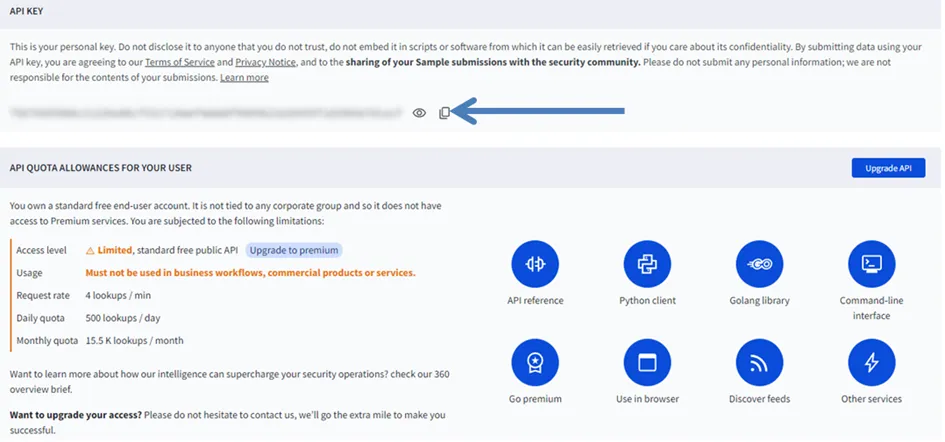 API KEY
This is your personal key. Do not disclose it to anyone that you do not trust, do not embed it in scripts or software from which it can be easily retrieved if you care about its confidentiality. By submitting data using your
API key, you are agreeing to our Terms of Service and Privacy Notice, and to the sharing of your Sample submissions with the security community. Please do not submit any personal information; we are not
responsible for the contents of your submissions. Learn more
API QUOTA ALLOWANCES FOR YOUR USER
Upgrade API
You own a standard free end-user account. It is not tied to any corporate group and so it does not have
access to Premium services. You are subjected to the following limitations:
Access level Limited, standard free public API Upgrade to premium
Usage Must not be used in business workflows, commercial products or services.
Request rate 4 lookups / min
Daily quota 500 lookups / day
Monthly quota 15.5 K lookups / month
Want to learn more about how our intelligence can supercharge your security operations? check our 360
overview brief.
Want to upgrade your access? Please do not hesitate to contact us, we'll go the extra mile to make you
successful.
API reference
Python client
GO
Golang library
Command-line
interface
Go premium
Use in browser
Discover feeds
Other services